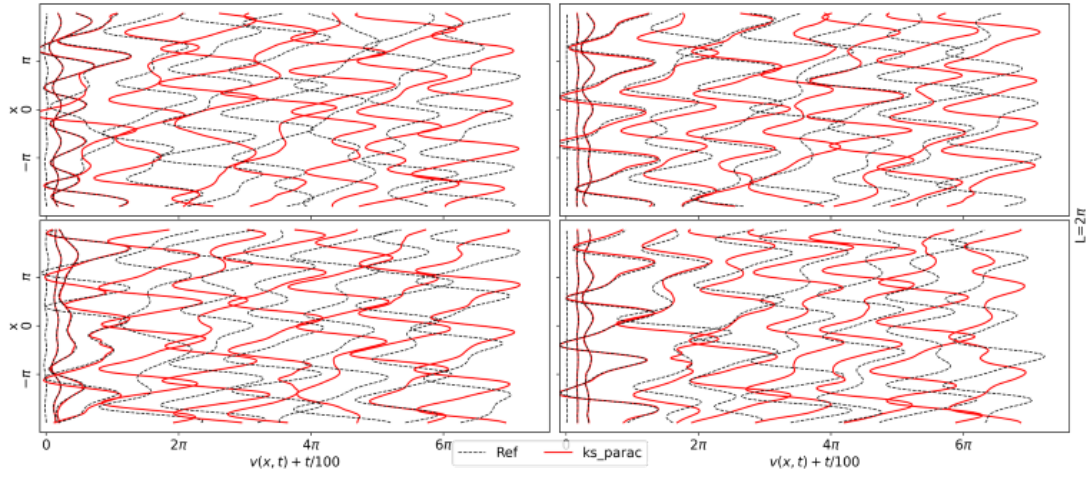 π
x
0
−π
L=2π
π
x
0
−π
0
2π
4π
6π
0
2π
4π
6π
v(x, t) + t/100
Ref
ks_parac
v(x, t) + t/100